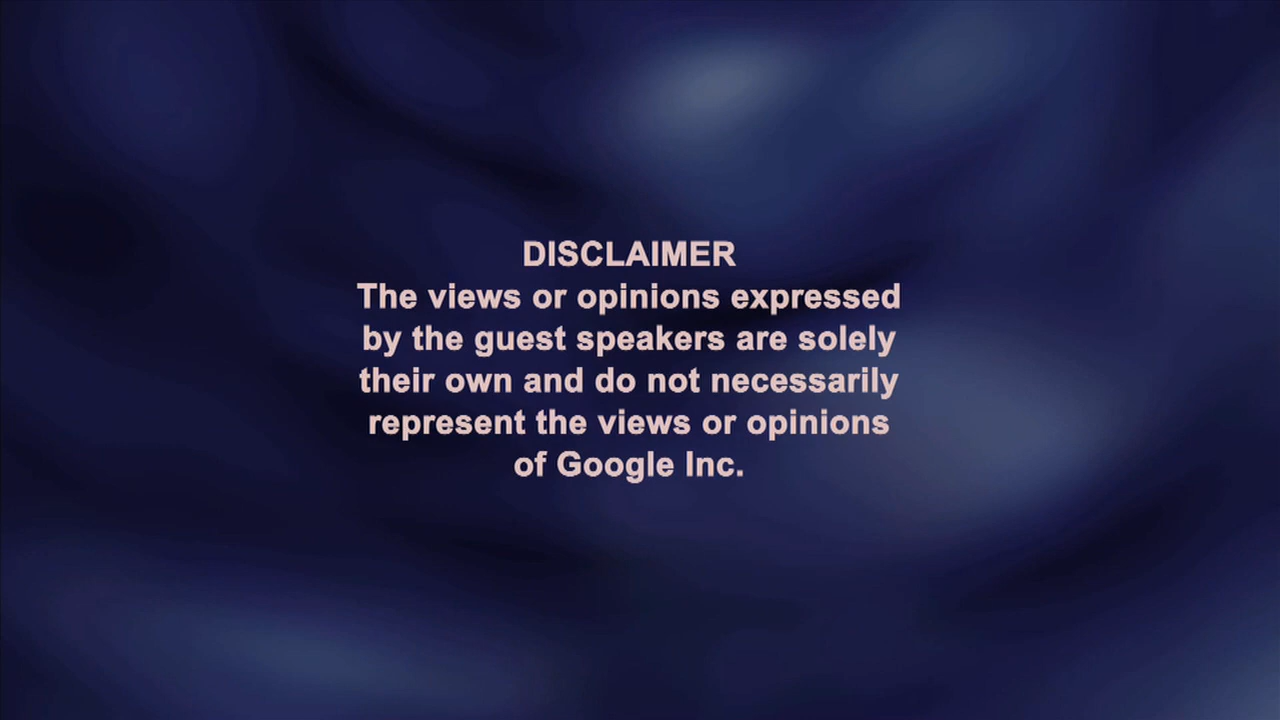 DISCLAIMER
The views or opinions expressed
by the guest speakers are solely
their own and do not necessarily
represent the views or opinions
of Google Inc.